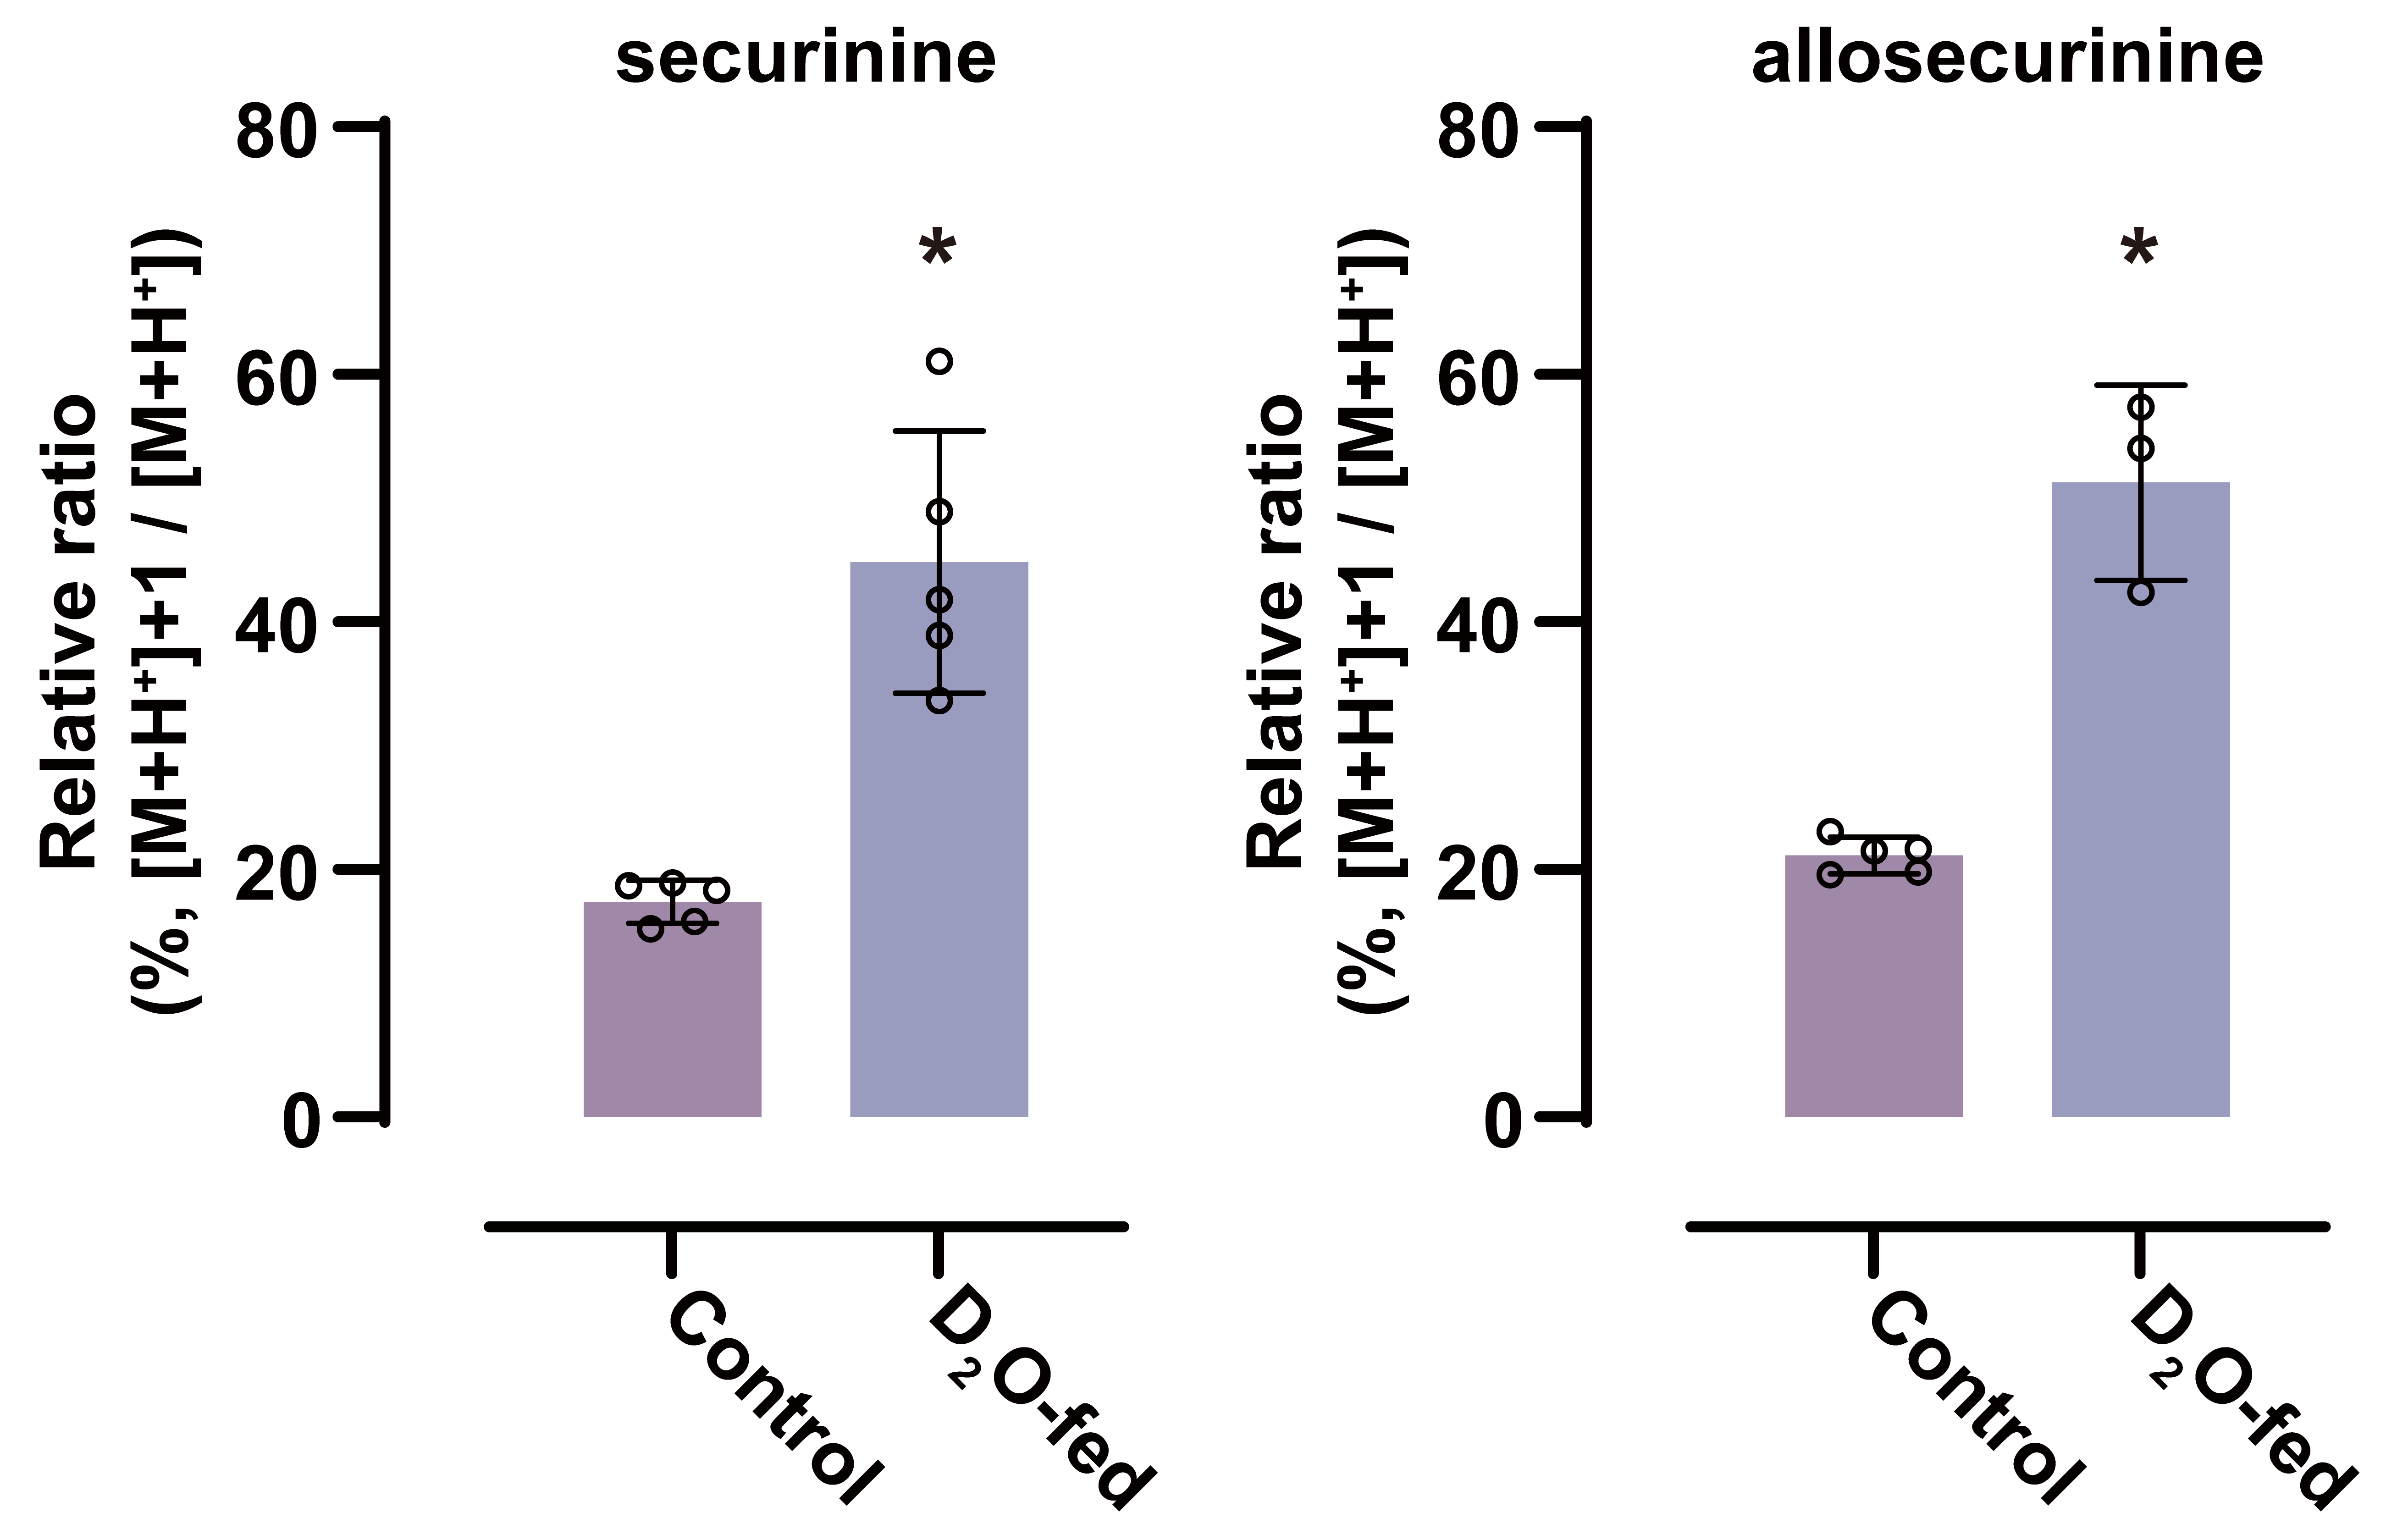 securinine
Relative ratio
(%, [M+H⁺]+1 / [M+H⁺])
80
60
40
20
0
*
Control
D₂O-fed
allosecurinine
Relative ratio
(%, [M+H⁺]+1 / [M+H⁺])
80
60
40
20
0
*
Control
D₂O-fed